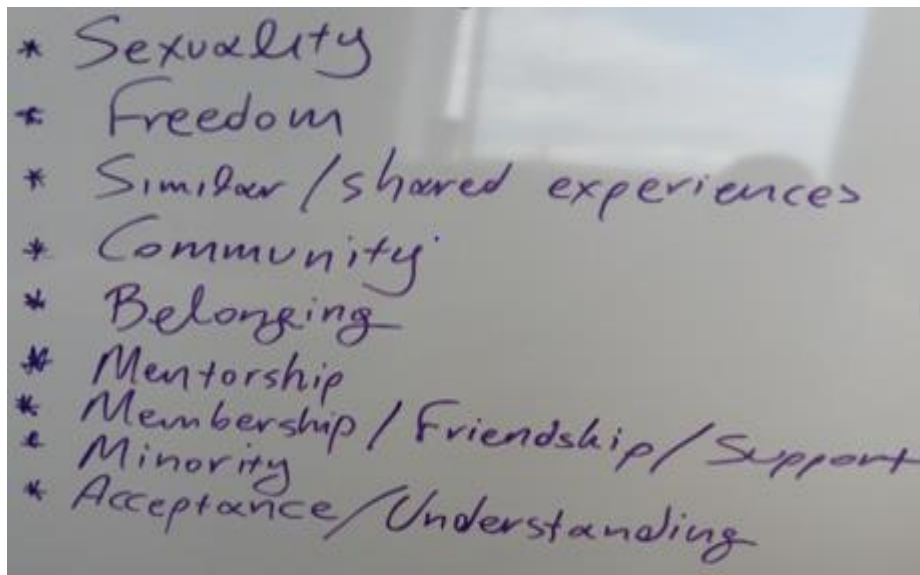 * Sexuality
* Freedom
* Similar/shared experiences
* Community
* Belonging
* Mentorship
* Membership/Friendship/Support
* Minority
* Acceptance/Understanding